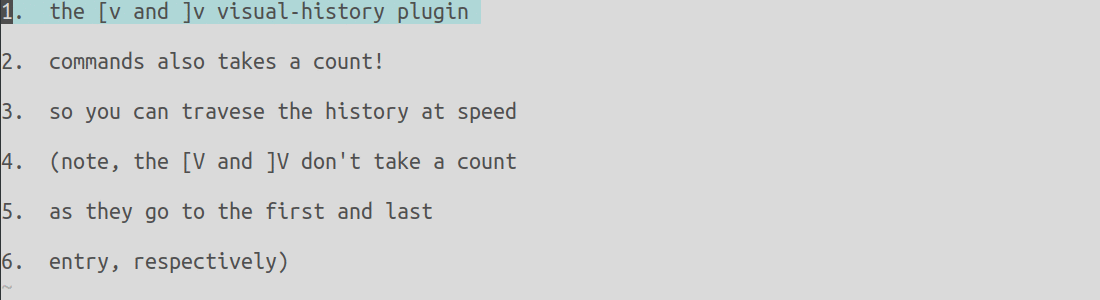 1.  the [v and ]v visual-history plugin
2.  commands also takes a count!
3.  so you can travese the history at speed
4.  (note, the [V and ]V don't take a count
5.  as they go to the first and last
6.  entry, respectively)
~